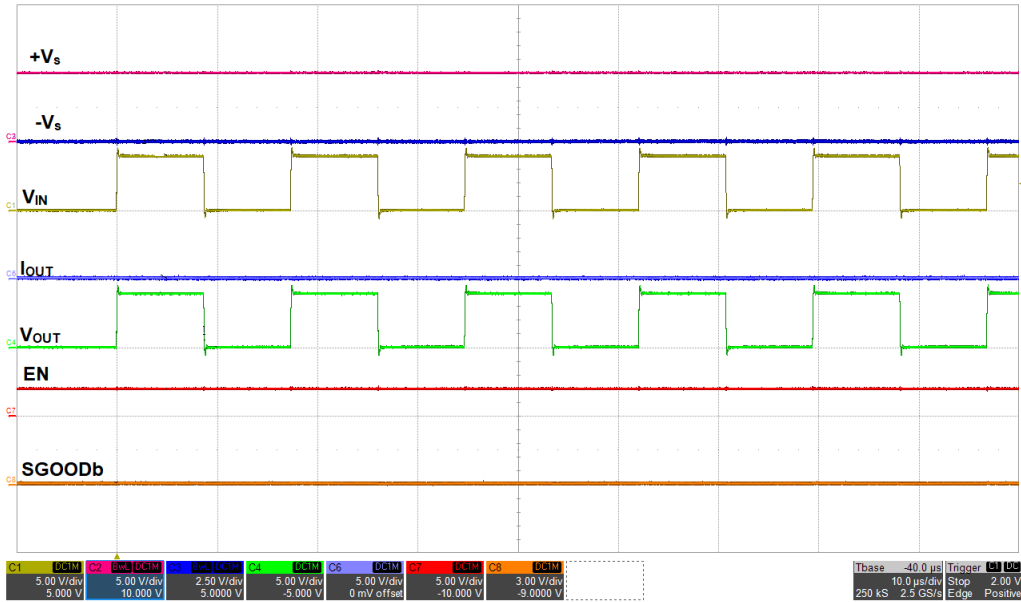 +Vs
C3
-Vs
VIN
C1
IOUT
C6
VOUT
C4
EN
C7
SGOODb
C8
C1 DC1M C2 BwL DC1M C3 BwL DC1M C4 DC1M C6 DC1M C7 DC1M C8 DC1M Tbase -40.0 µs Trigger C1 DC
5.00 V/div 5.00 V/div 2.50 V/div 5.00 V/div 5.00 V/div 5.00 V/div 3.00 V/div 10.0 µs/div Stop 2.00 V
5.000 V 10.000 V 5.0000 V -5.000 V 0 mV offset -10.000 V -9.0000 V 250 kS 2.5 GS/s Edge Positive